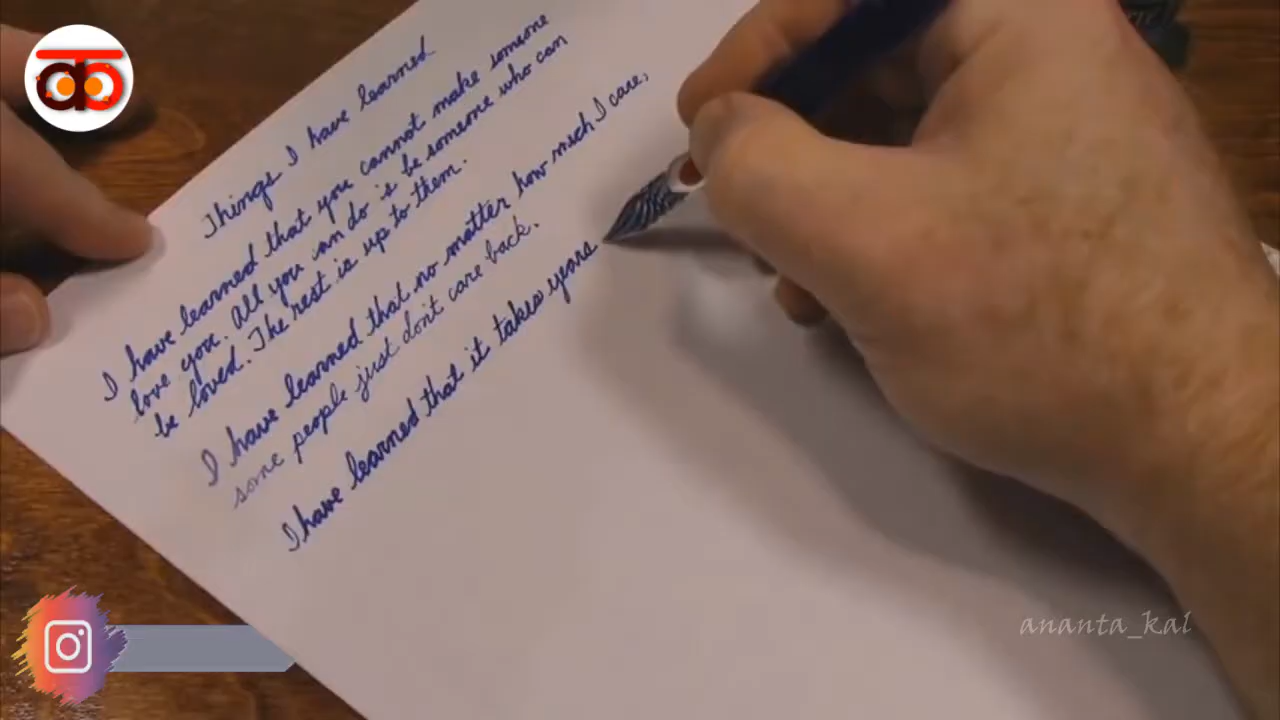 Things I have learned
I have learned that you cannot make someone
love you. All you can do is be someone who can
be loved. The rest is up to them.
I have learned that no matter how much I care,
some people just don't care back.
I have learned that it takes years
ananta_kal